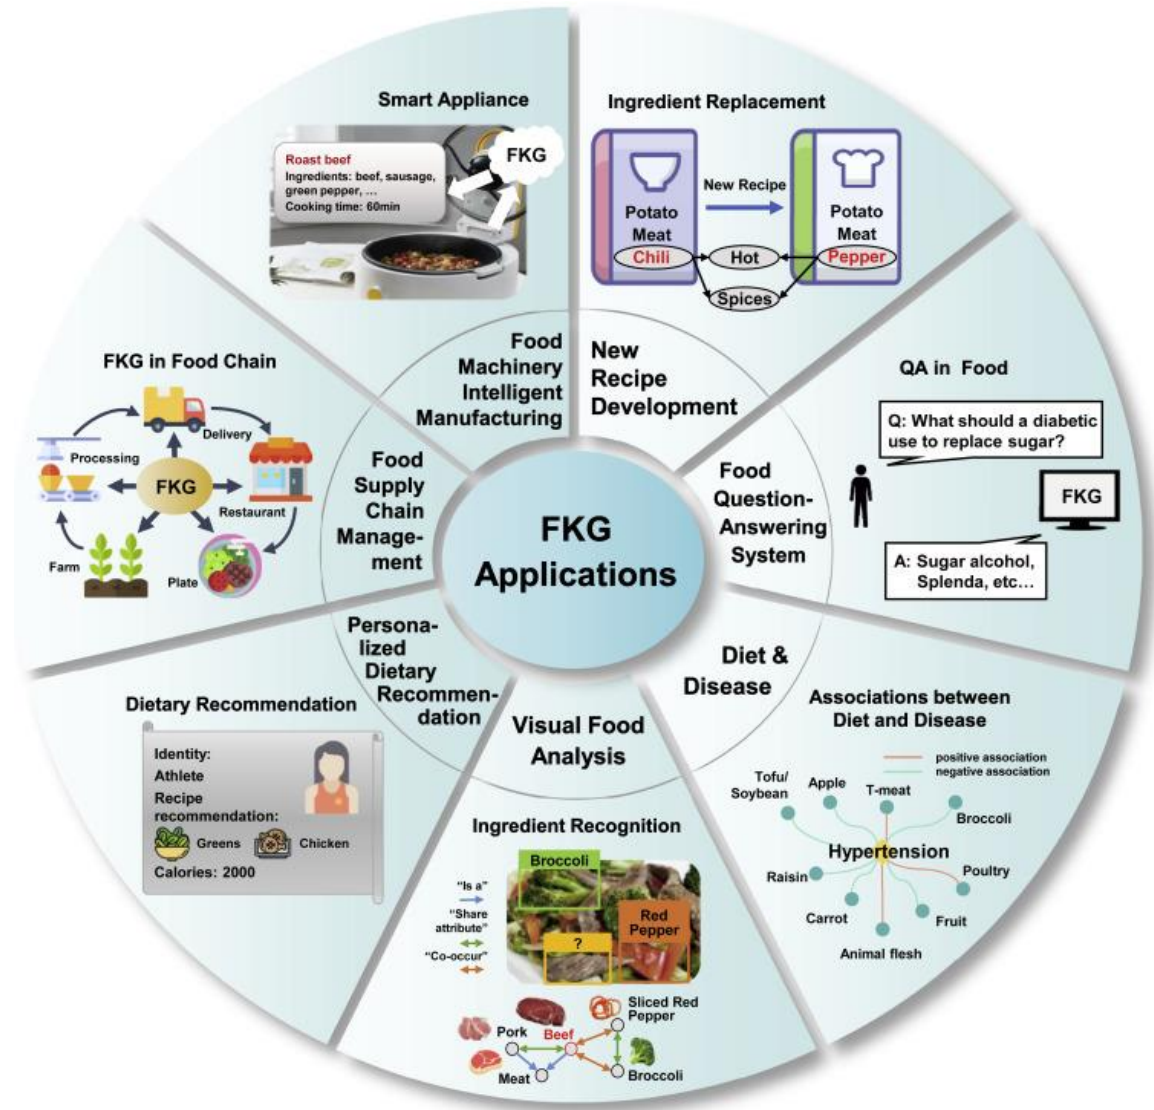 FKG
Applications
Smart Appliance
Roast beef
Ingredients: beef, sausage,
green pepper, ...
Cooking time: 60min
FKG
Food
Machinery
Intelligent
Manufacturing
Ingredient Replacement
Potato
Meat
Chili
New Recipe
Hot
Spices
Potato
Meat
Pepper
New
Recipe
Development
QA in Food
Q: What should a diabetic
use to replace sugar?
FKG
A: Sugar alcohol,
Splenda, etc...
Food
Question-
Answering
System
Diet &
Disease
Associations between
Diet and Disease
positive association
negative association
Tofu/
Soybean
Apple
T-meat
Broccoli
Hypertension
Raisin
Poultry
Carrot
Fruit
Animal flesh
Visual Food
Analysis
Ingredient Recognition
"Is a"
"Share
attribute"
"Co-occur"
Broccoli
?
Red
Pepper
Sliced Red
Pepper
Pork
Beef
Meat
Broccoli
Persona-
lized
Dietary
Recommen-
dation
Dietary Recommendation
Identity:
Athlete
Recipe
recommendation:
Greens
Chicken
Calories: 2000
Food
Supply
Chain
Manage-
ment
FKG in Food Chain
Delivery
Processing
FKG
Restaurant
Farm
Plate